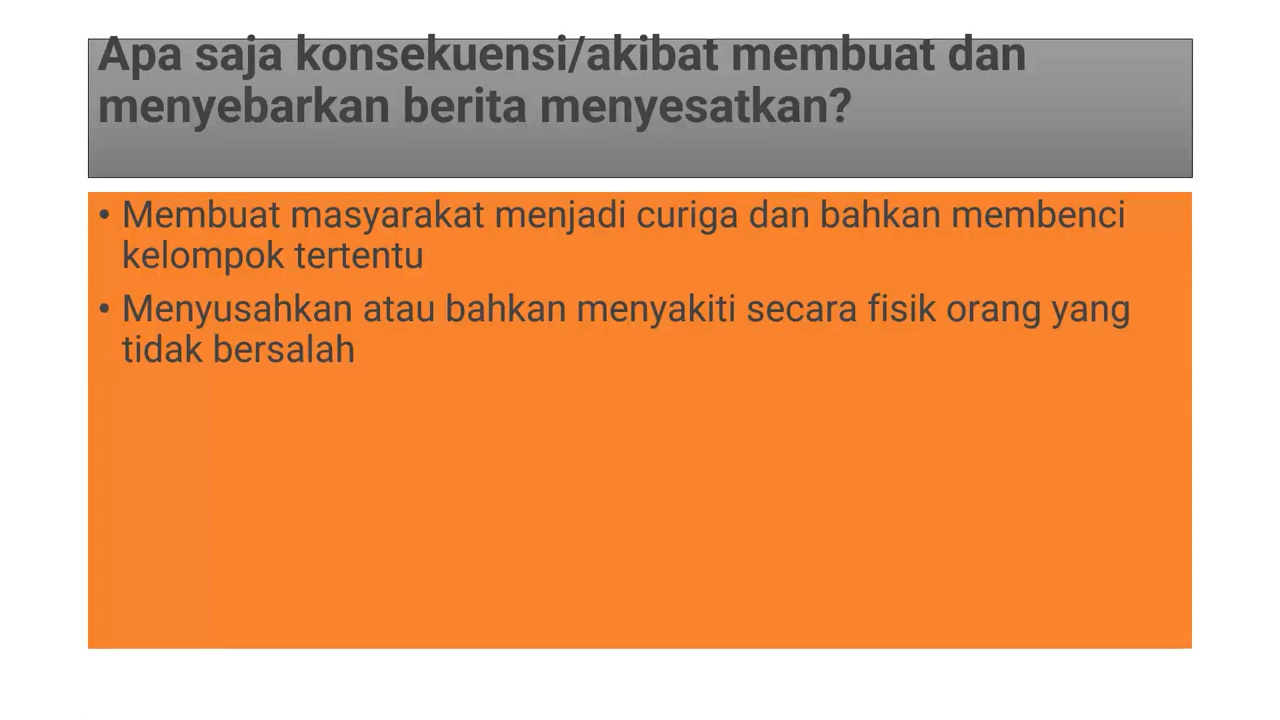 Apa saja konsekuensi/akibat membuat dan
menyebarkan berita menyesatkan?
• Membuat masyarakat menjadi curiga dan bahkan membenci
kelompok tertentu
• Menyusahkan atau bahkan menyakiti secara fisik orang yang
tidak bersalah